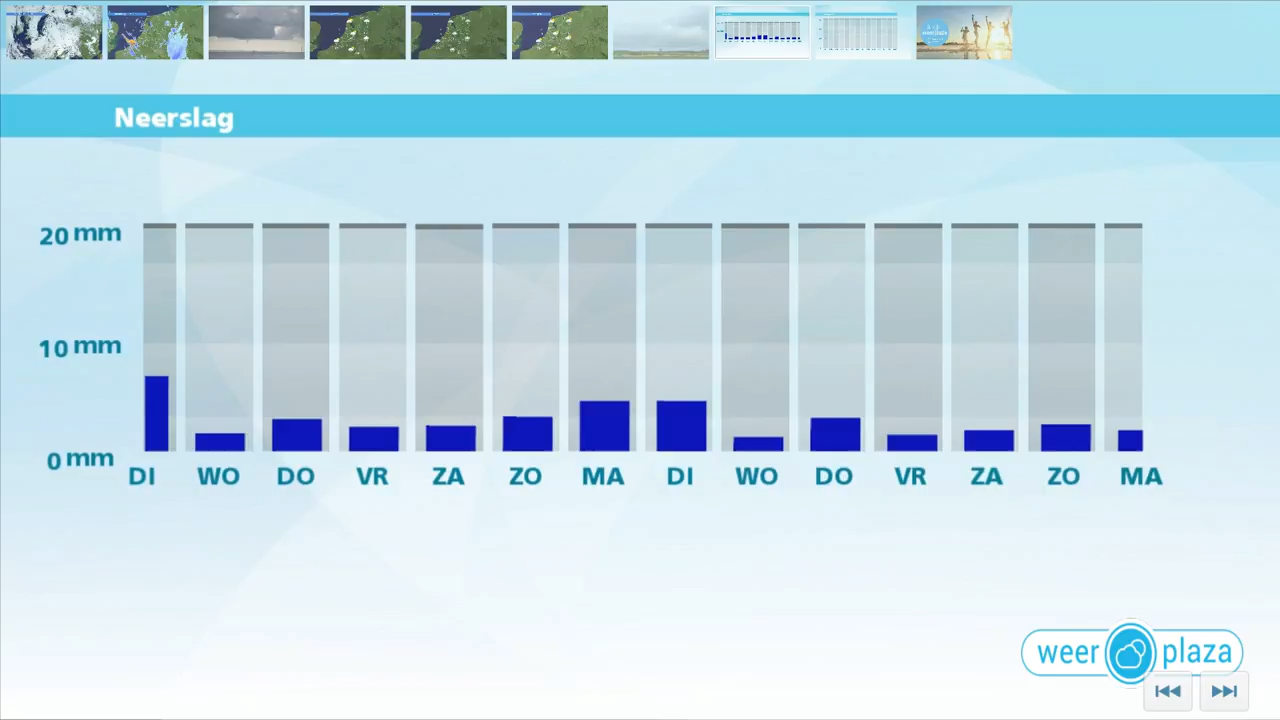 Neerslag
20 mm
10 mm
0 mm
DI WO DO VR ZA ZO MA DI WO DO VR ZA ZO MA
weer plaza